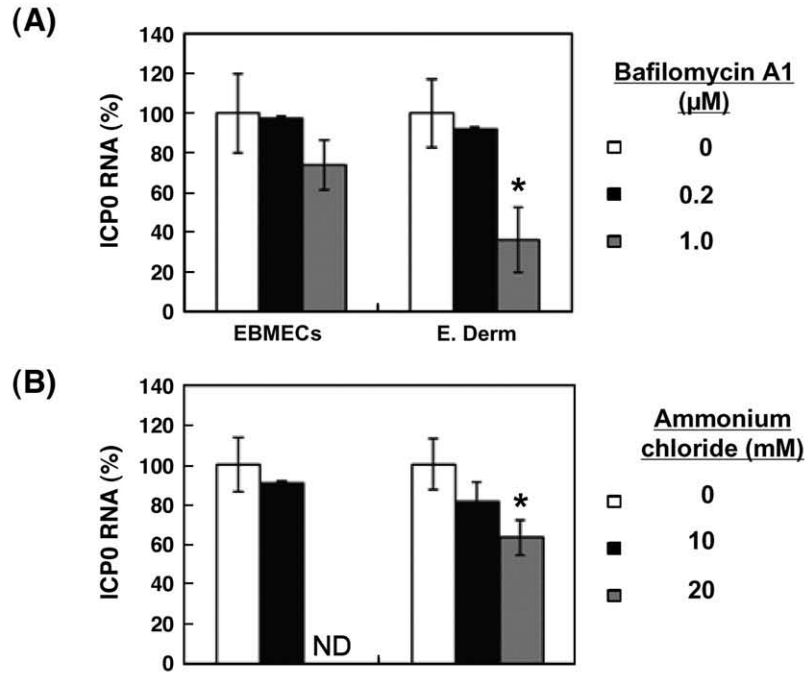 (A)
ICP0 RNA (%)
140
120
100
80
60
40
20
0
*
EBMECs
E. Derm
Bafilomycin A1
(μM)
0
0.2
1.0
(B)
ICP0 RNA (%)
140
120
100
80
60
40
20
0
ND
*
Ammonium
chloride (mM)
0
10
20